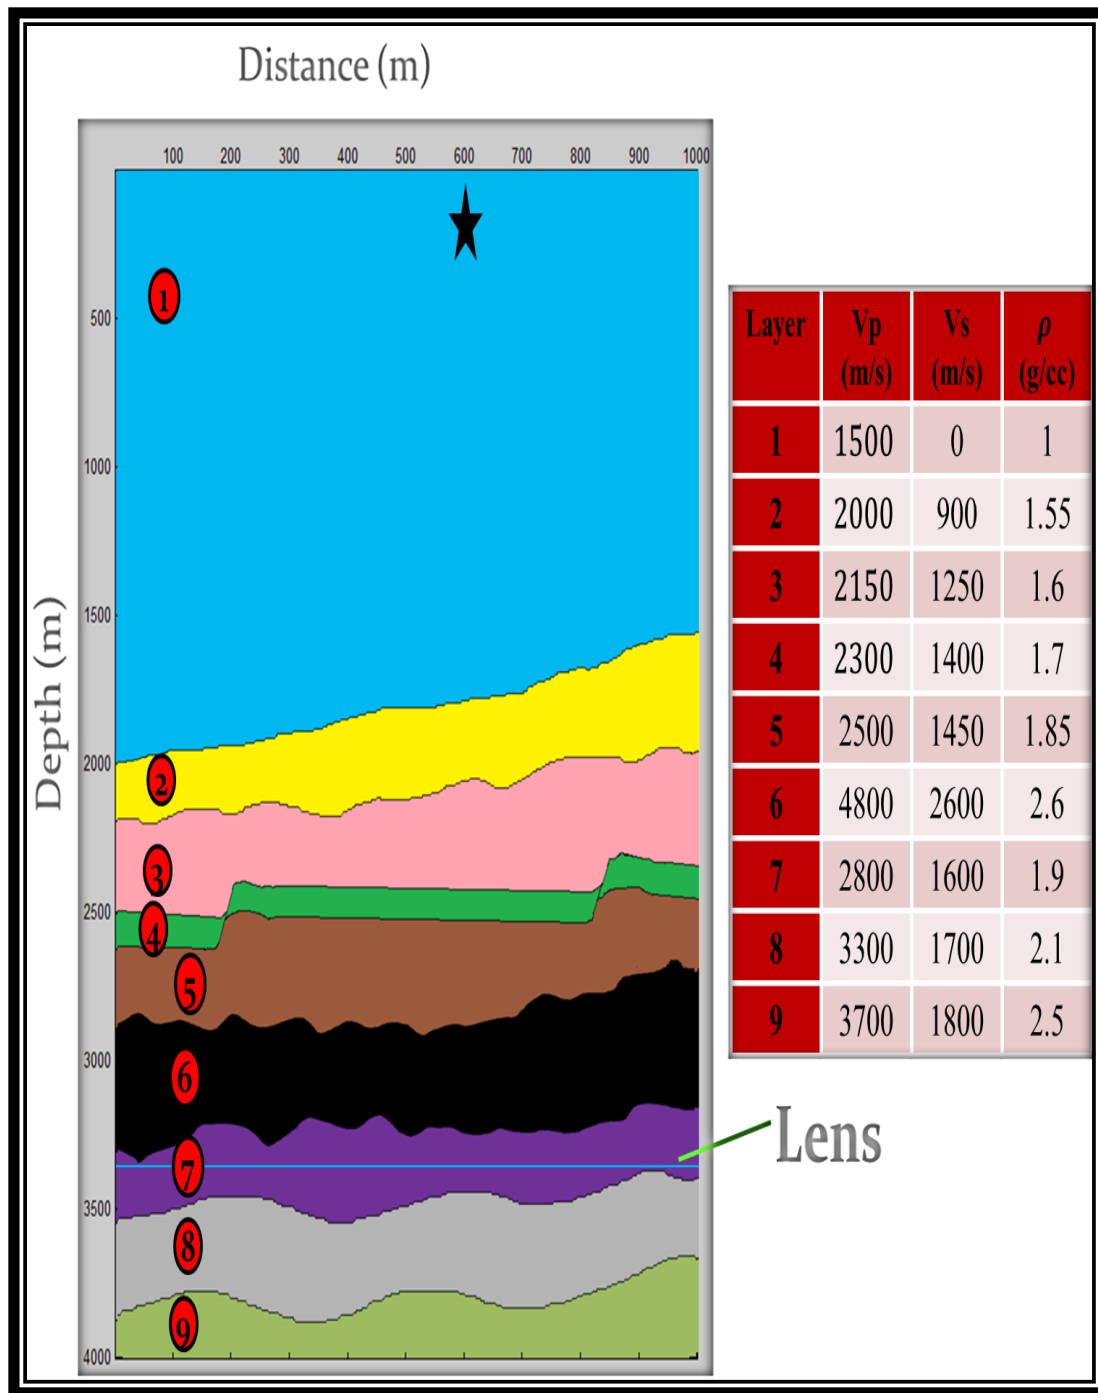 Distance (m)
100 200 300 400 500 600 700 800 900 1000
Depth (m)
500
1000
1500
2000
2500
3000
3500
4000
1
2
3
4
5
6
7
8
9
Layer Vp (m/s) Vs (m/s) ρ (g/cc)
1 1500 0 1
2 2000 900 1.55
3 2150 1250 1.6
4 2300 1400 1.7
5 2500 1450 1.85
6 4800 2600 2.6
7 2800 1600 1.9
8 3300 1700 2.1
9 3700 1800 2.5
Lens